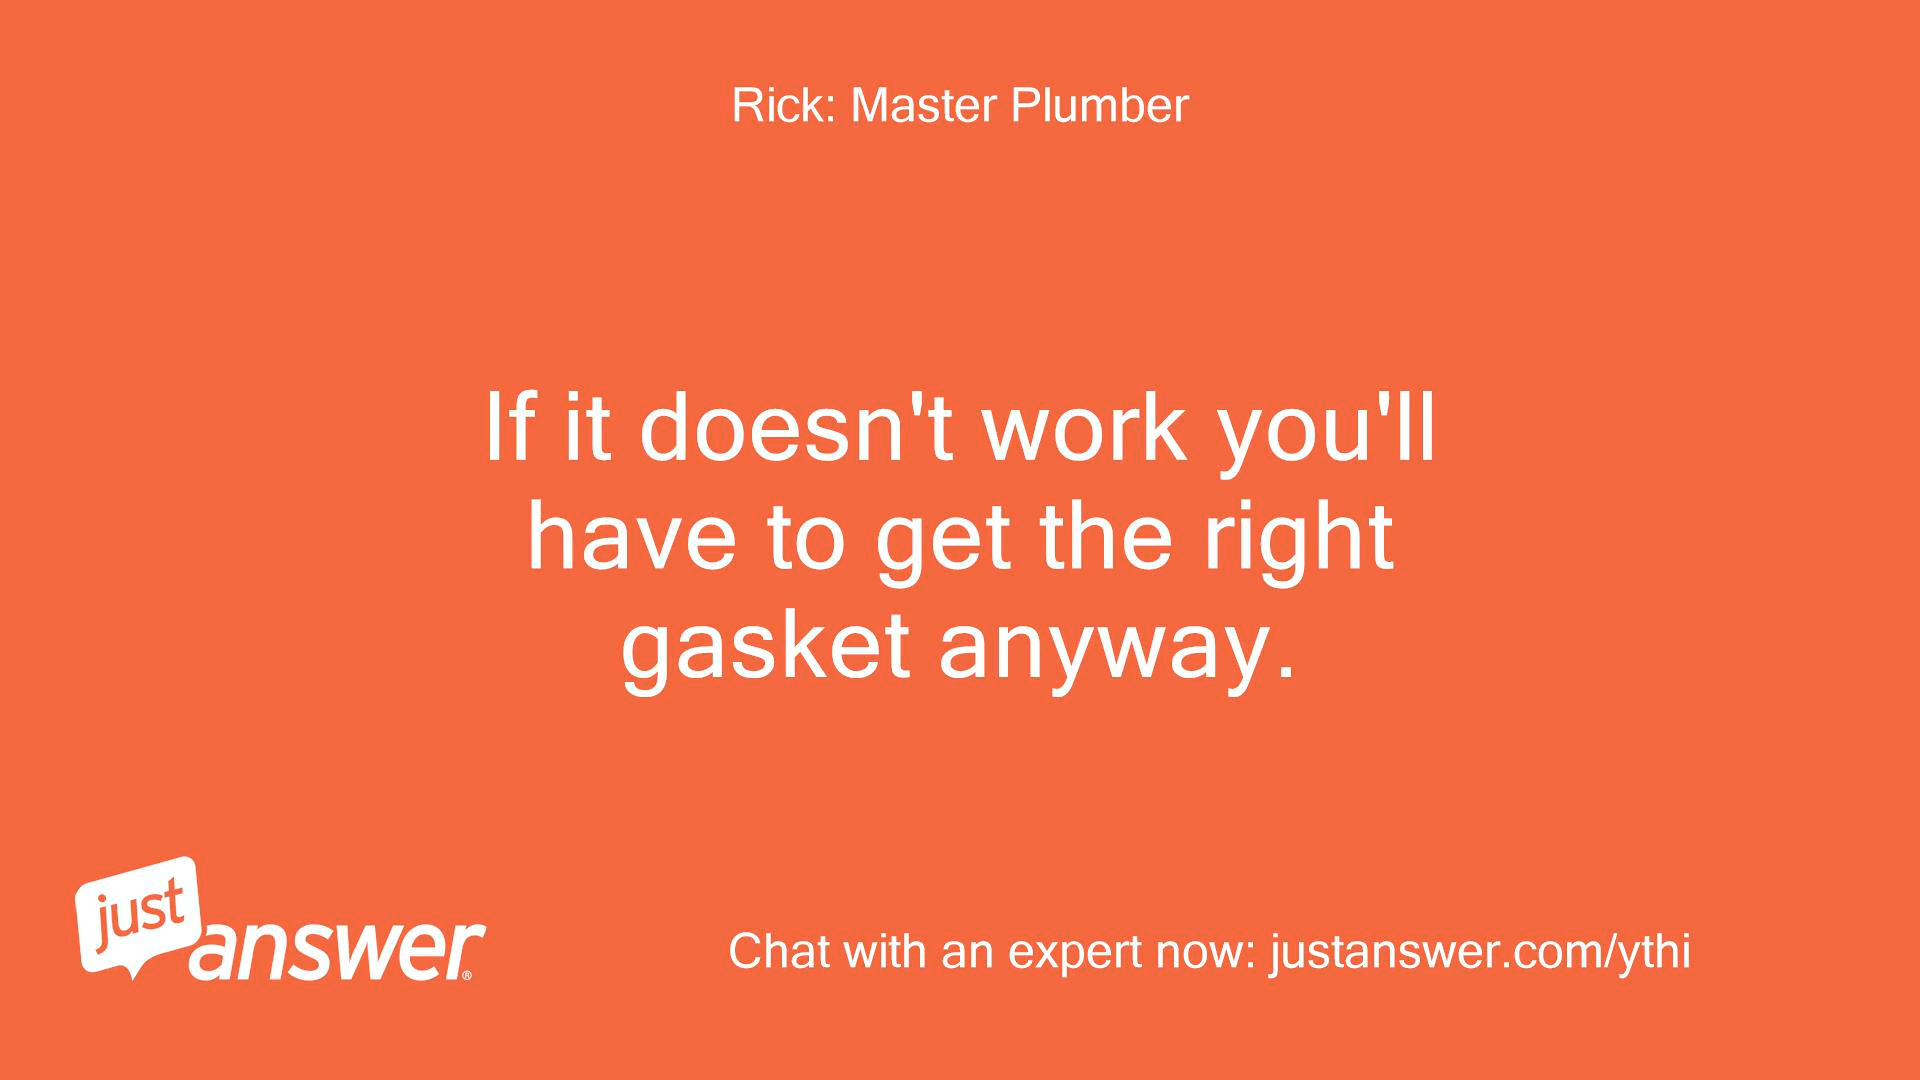 Rick: Master Plumber
If it doesn't work you'll
have to get the right
gasket anyway.
just
answer®
Chat with an expert now: justanswer.com/ythi